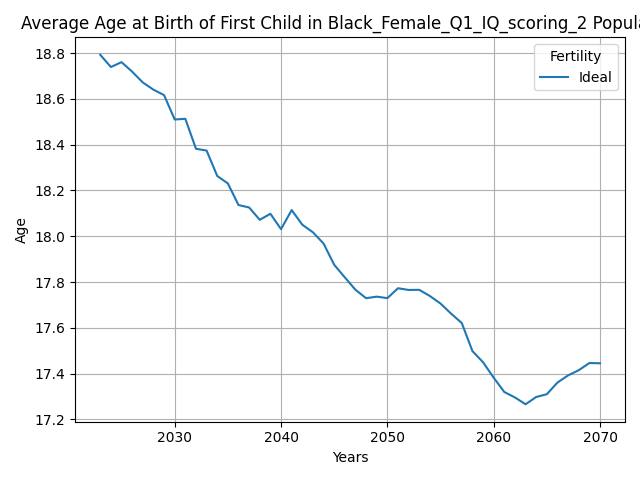 Average Age at Birth of First Child in Black_Female_Q1_IQ_scoring_2 Popula
Fertility
Ideal
18.8
18.6
18.4
18.2
18.0
17.8
17.6
17.4
17.2
Age
2030 2040 2050 2060 2070
Years